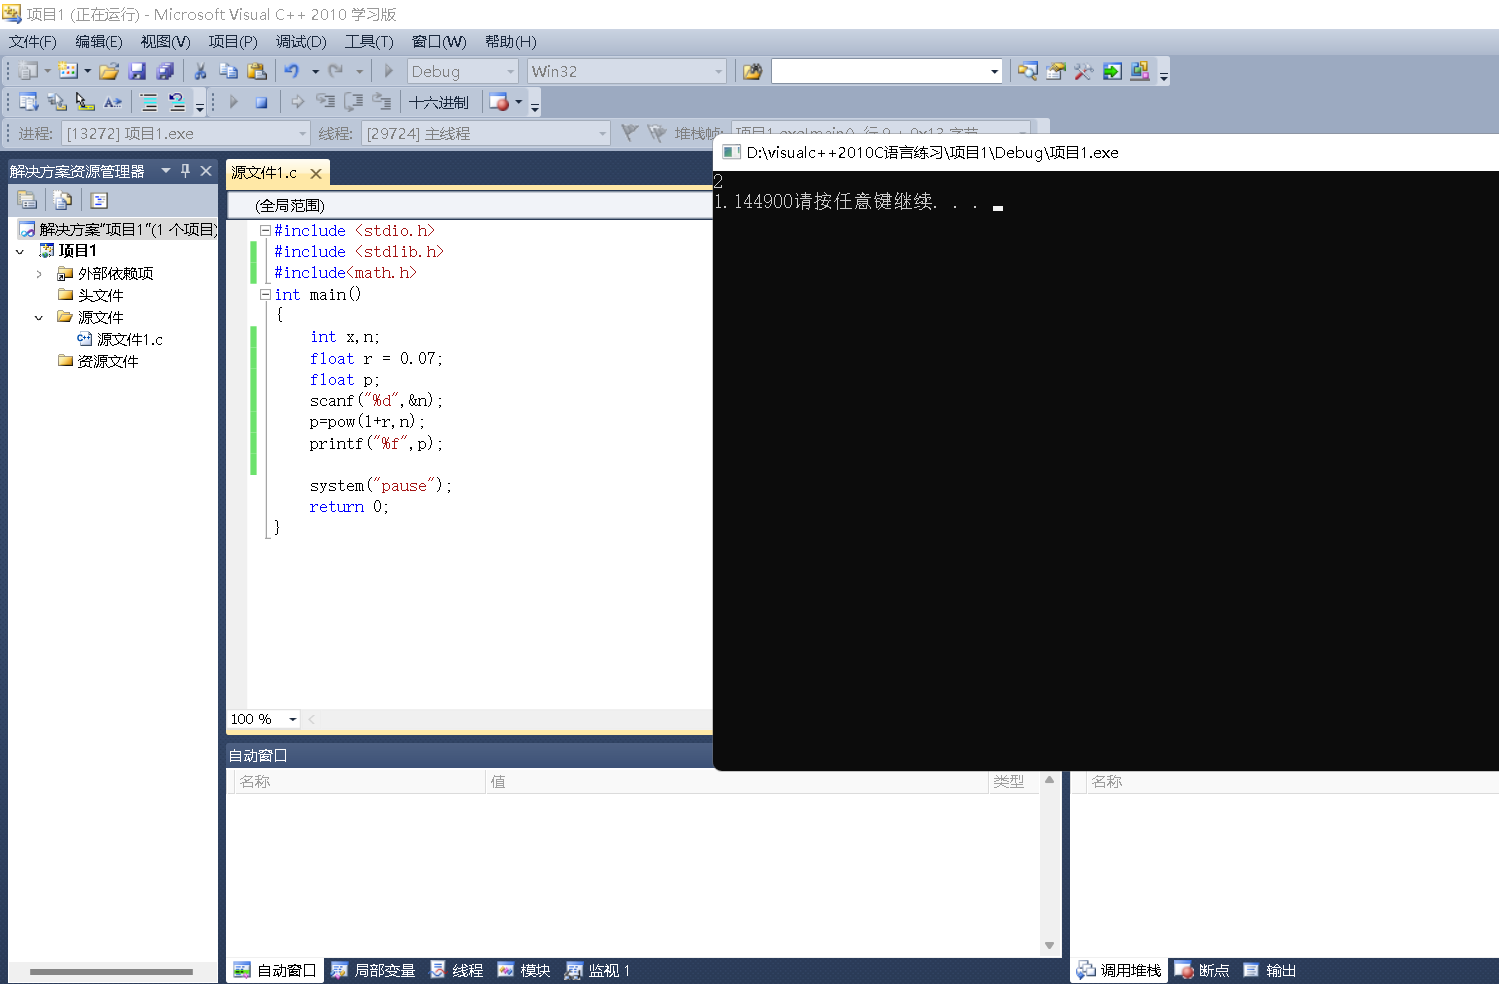 项目1 (正在运行) - Microsoft Visual C++ 2010 学习版
文件(F) 编辑(E) 视图(V) 项目(P) 调试(D) 工具(T) 窗口(W) 帮助(H)
Debug Win32
十六进制
进程: [13272] 项目1.exe 线程: [29724] 主线程 堆栈帧: 项目1.exe!main() 行 9 + 0x13 字节
D:\visualc++2010C语言练习\项目1\Debug\项目1.exe
2
1.144900请按任意键继续. . .
解决方案资源管理器
解决方案"项目1"(1 个项目)
项目1
外部依赖项
头文件
源文件
源文件1.c
资源文件
源文件1.c
(全局范围)
#include <stdio.h>
#include <stdlib.h>
#include<math.h>
int main()
{
int x,n;
float r = 0.07;
float p;
scanf("%d",&n);
p=pow(1+r,n);
printf("%f",p);
system("pause");
return 0;
}
100 %
自动窗口
名称 值 类型
名称
自动窗口 局部变量 线程 模块 监视 1
调用堆栈 断点 输出